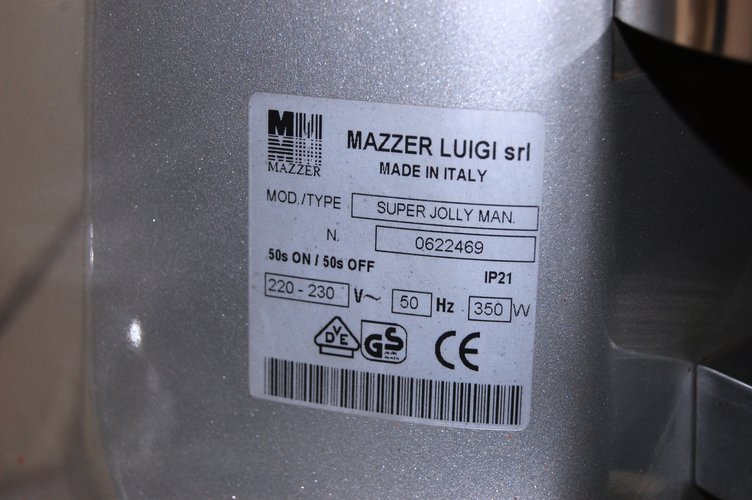 M
MAZZER
MAZZER LUIGI srl
MADE IN ITALY
MOD./TYPE SUPER JOLLY MAN.
N. 0622469
50s ON / 50s OFF IP21
220 - 230 V~ 50 Hz 350 W
DVE GS CE